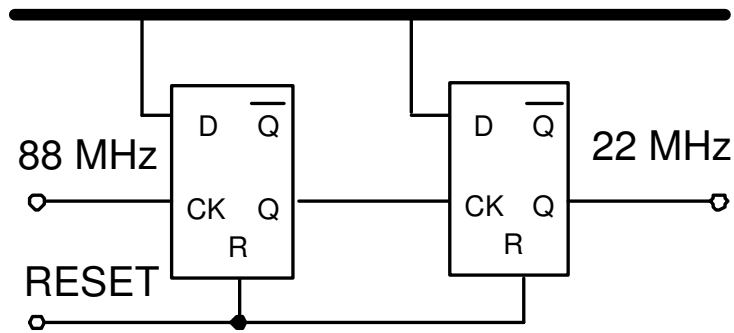 D Q̅ D Q̅
88 MHz 22 MHz
CK Q CK Q
R R
RESET